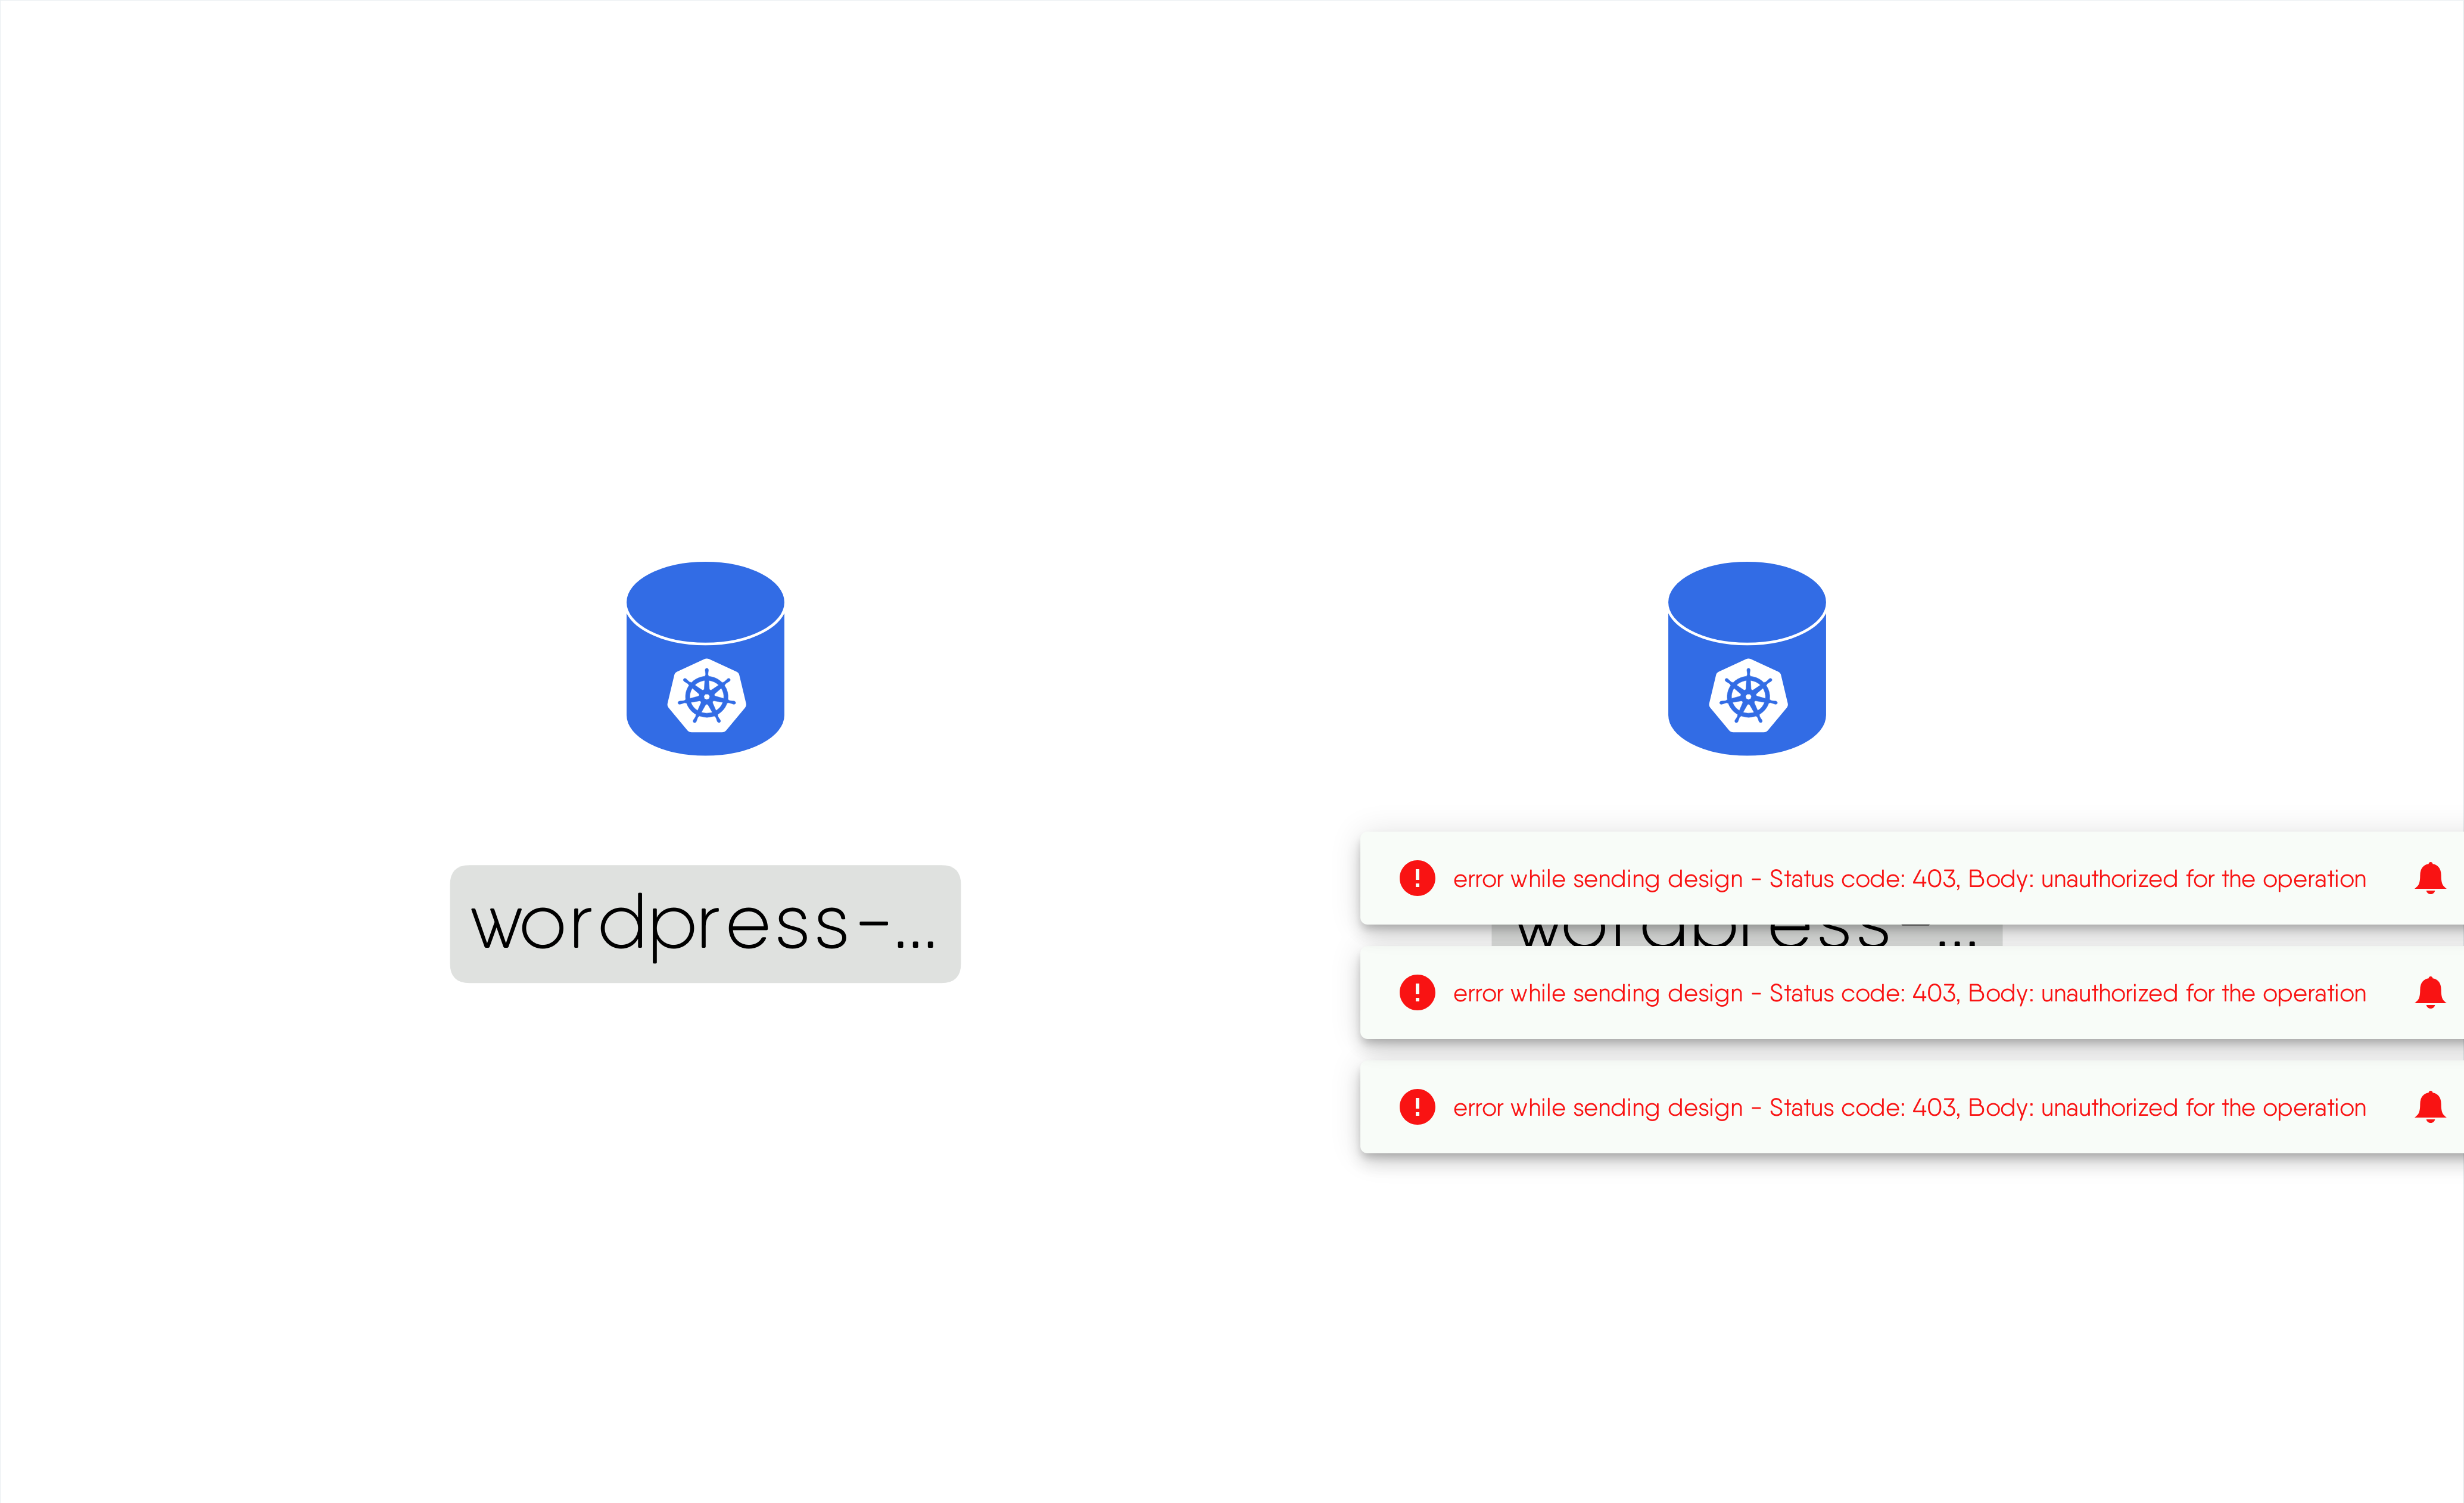 wordpress-...
error while sending design - Status code: 403, Body: unauthorized for the operation
wordpress-...
error while sending design - Status code: 403, Body: unauthorized for the operation
error while sending design - Status code: 403, Body: unauthorized for the operation